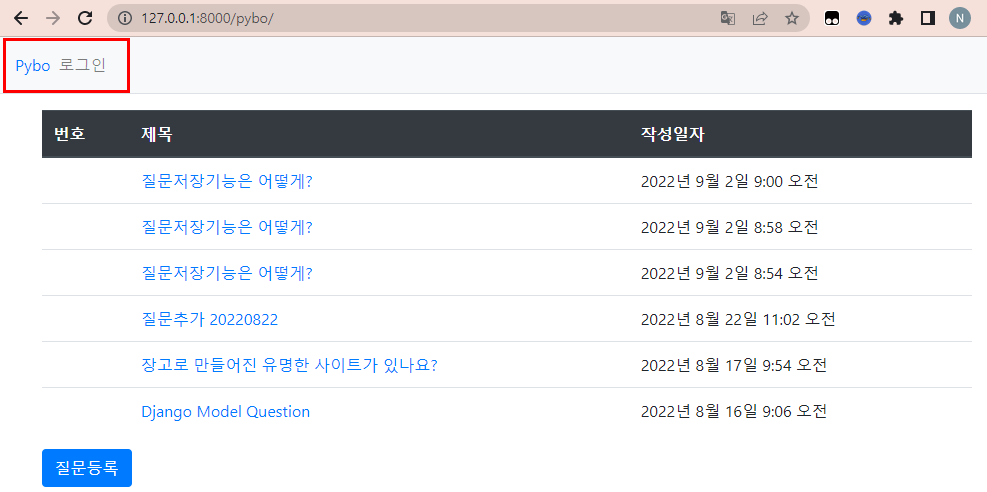 127.0.0.1:8000/pybo/
N
Pybo 로그인
번호 제목 작성일자
질문저장기능은 어떻게? 2022년 9월 2일 9:00 오전
질문저장기능은 어떻게? 2022년 9월 2일 8:58 오전
질문저장기능은 어떻게? 2022년 9월 2일 8:54 오전
질문추가 20220822 2022년 8월 22일 11:02 오전
장고로 만들어진 유명한 사이트가 있나요? 2022년 8월 17일 9:54 오전
Django Model Question 2022년 8월 16일 9:06 오전
질문등록